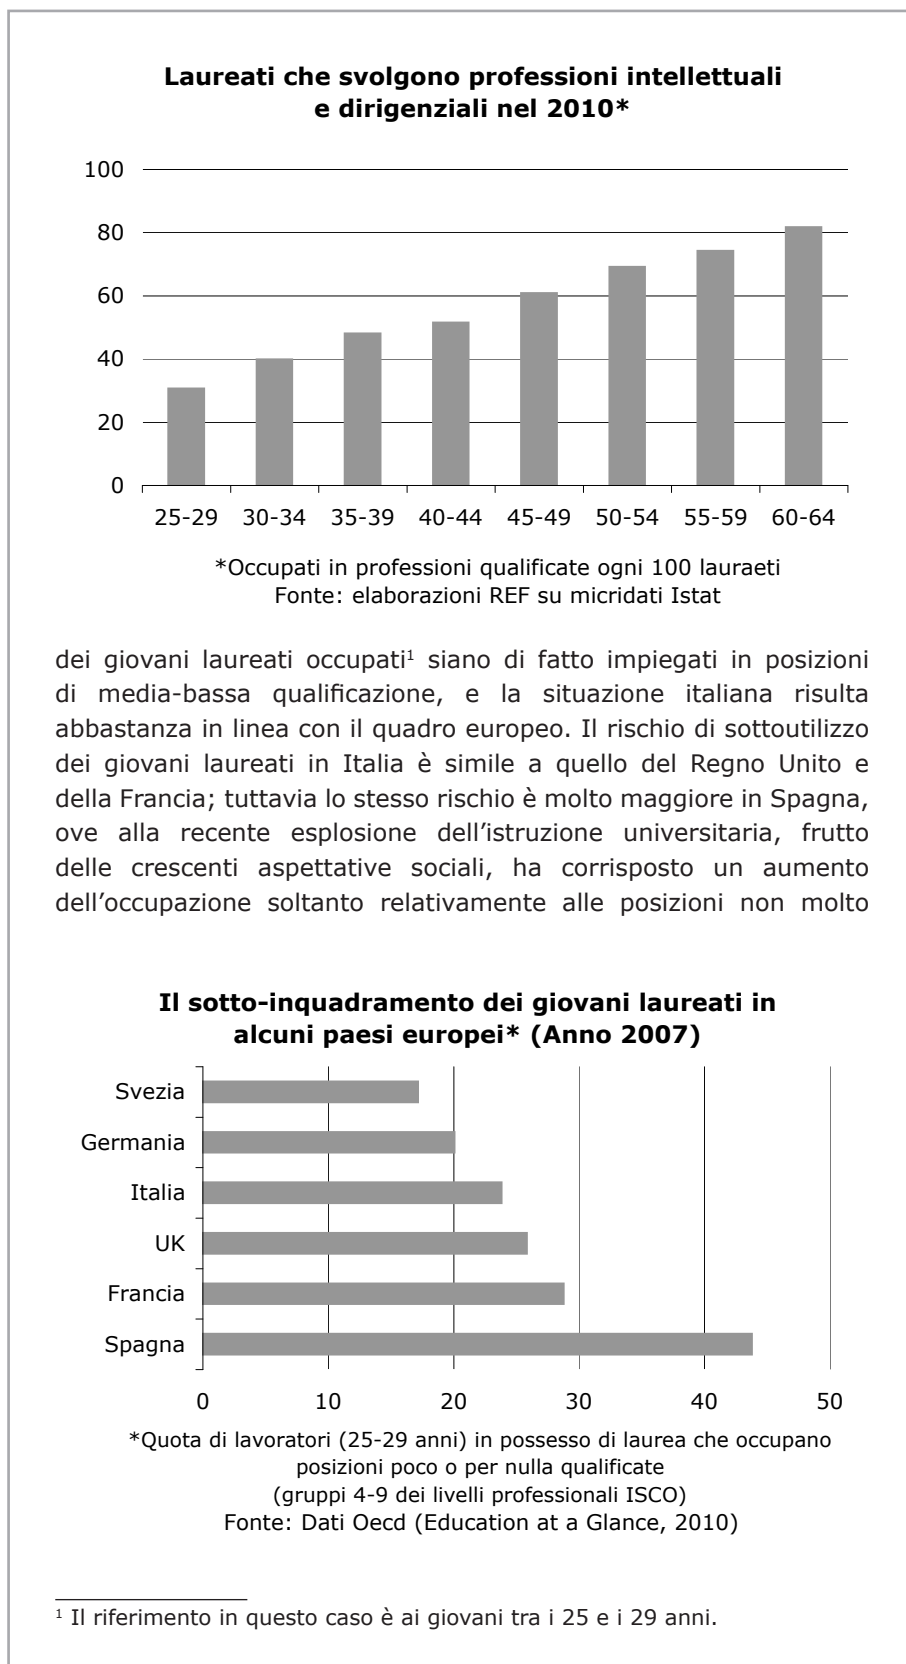 Laureati che svolgono professioni intellettuali
e dirigenziali nel 2010*
100
80
60
40
20
0
25-29 30-34 35-39 40-44 45-49 50-54 55-59 60-64
*Occupati in professioni qualificate ogni 100 lauraeti
Fonte: elaborazioni REF su micridati Istat
dei giovani laureati occupati¹ siano di fatto impiegati in posizioni
di media-bassa qualificazione, e la situazione italiana risulta
abbastanza in linea con il quadro europeo. Il rischio di sottoutilizzo
dei giovani laureati in Italia è simile a quello del Regno Unito e
della Francia; tuttavia lo stesso rischio è molto maggiore in Spagna,
ove alla recente esplosione dell’istruzione universitaria, frutto
delle crescenti aspettative sociali, ha corrisposto un aumento
dell’occupazione soltanto relativamente alle posizioni non molto
Il sotto-inquadramento dei giovani laureati in
alcuni paesi europei* (Anno 2007)
Svezia
Germania
Italia
UK
Francia
Spagna
0 10 20 30 40 50
*Quota di lavoratori (25-29 anni) in possesso di laurea che occupano
posizioni poco o per nulla qualificate
(gruppi 4-9 dei livelli professionali ISCO)
Fonte: Dati Oecd (Education at a Glance, 2010)
¹ Il riferimento in questo caso è ai giovani tra i 25 e i 29 anni.